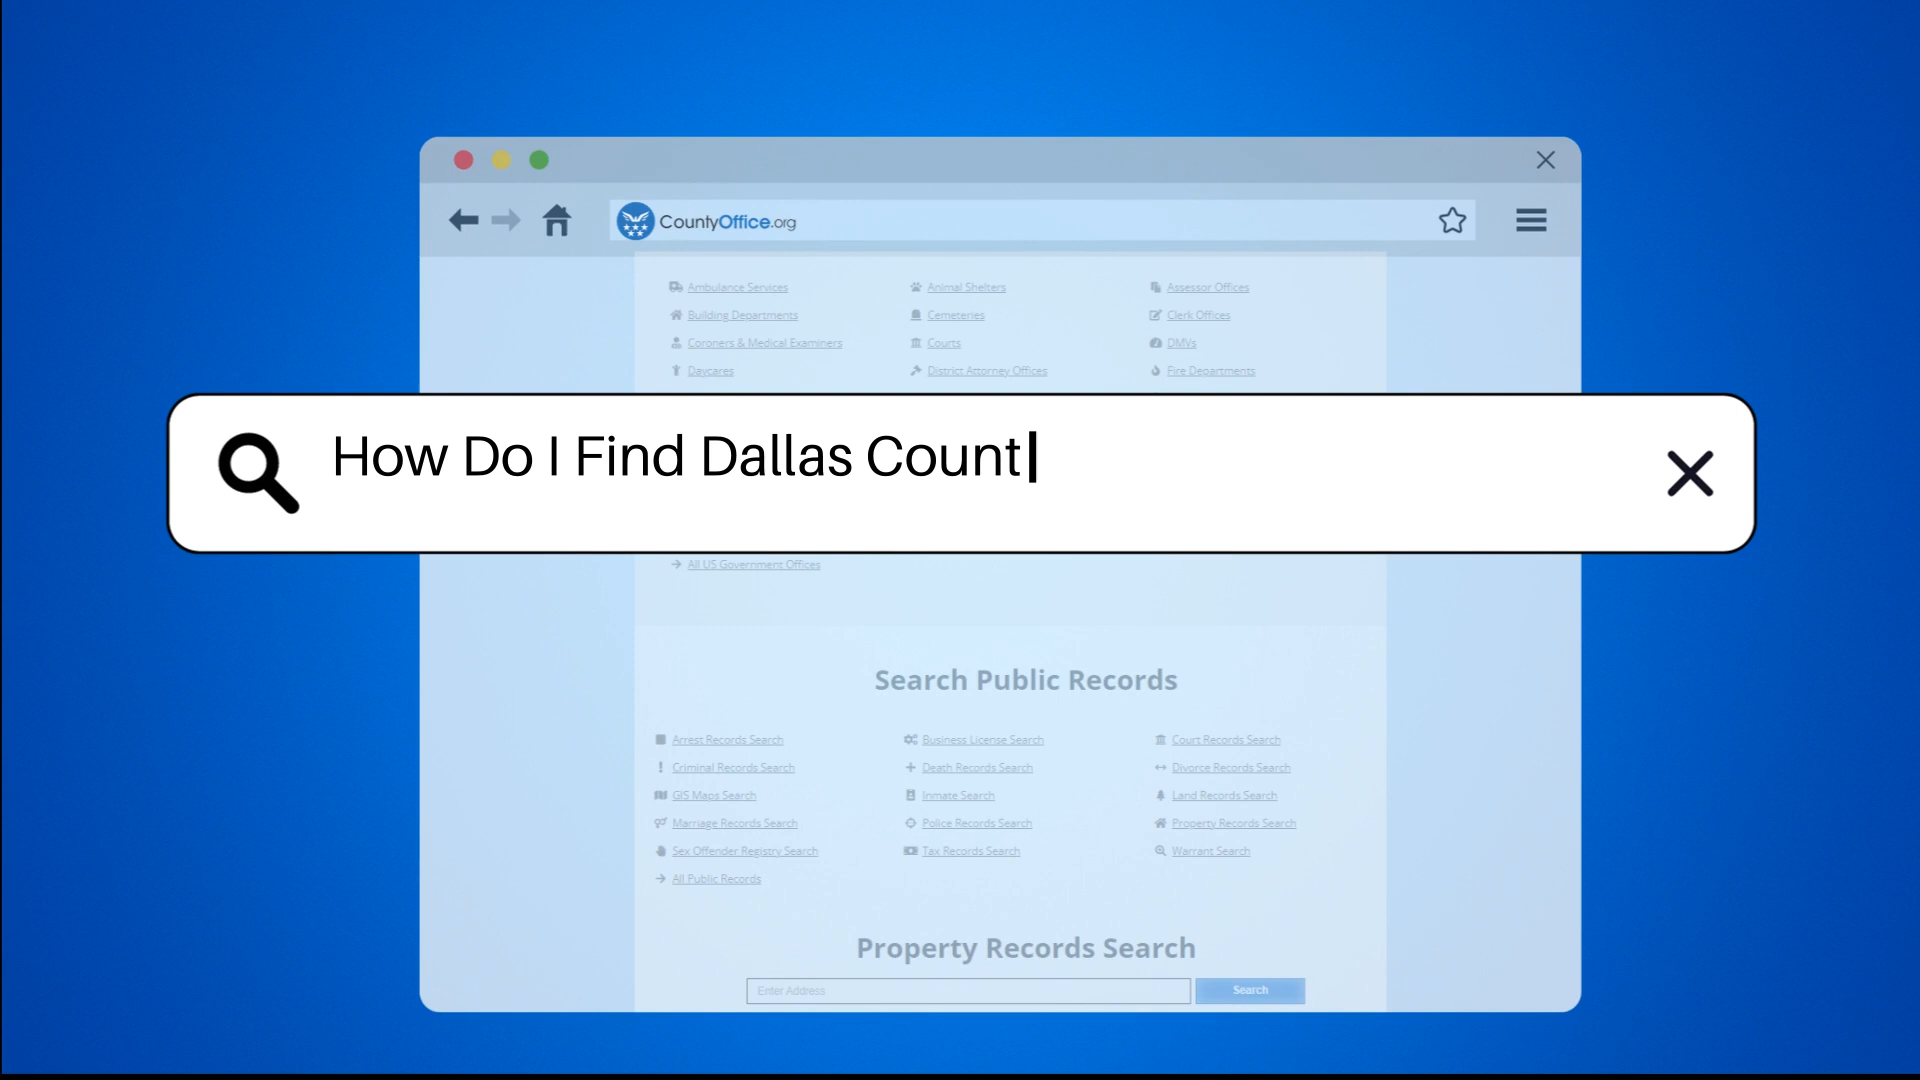 CountyOffice.org
Ambulance Services Animal Shelters Assessor Offices
Building Departments Cemeteries Clerk Offices
Coroners & Medical Examiners Courts DMVs
Daycares District Attorney Offices Fire Departments
How Do I Find Dallas Count
All US Government Offices
Search Public Records
Arrest Records Search Business License Search Court Records Search
Criminal Records Search Death Records Search Divorce Records Search
GIS Maps Search Inmate Search Land Records Search
Marriage Records Search Police Records Search Property Records Search
Sex Offender Registry Search Tax Records Search Warrant Search
All Public Records
Property Records Search
Enter Address Search